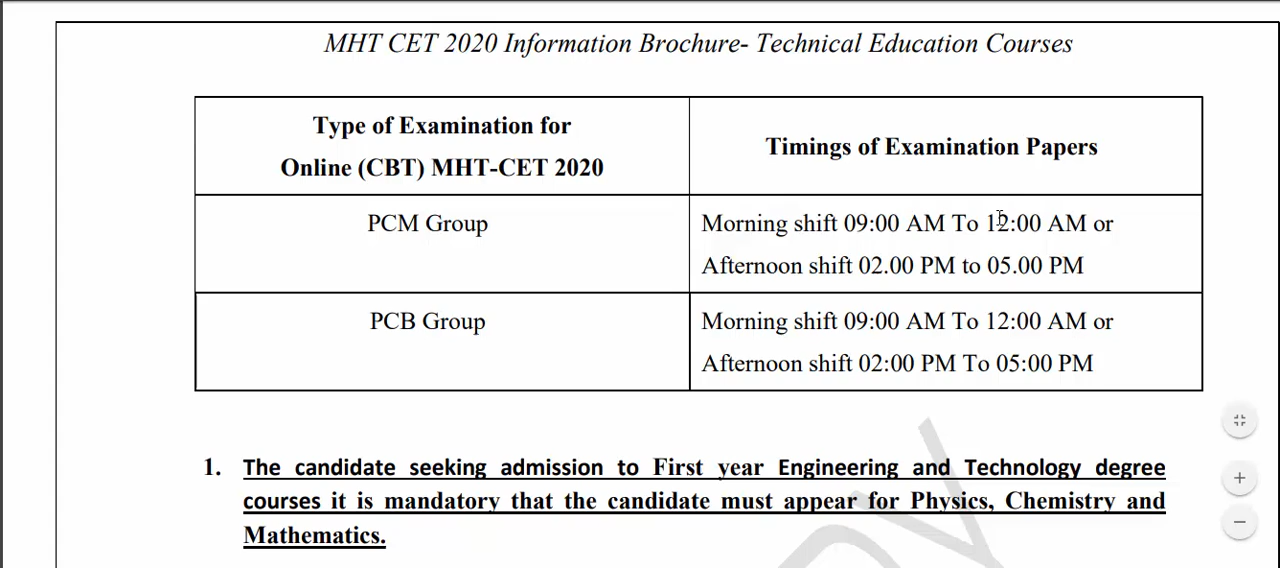 MHT CET 2020 Information Brochure- Technical Education Courses
Type of Examination for
Online (CBT) MHT-CET 2020
Timings of Examination Papers
PCM Group
Morning shift 09:00 AM To 12:00 AM or
Afternoon shift 02.00 PM to 05.00 PM
PCB Group
Morning shift 09:00 AM To 12:00 AM or
Afternoon shift 02:00 PM To 05:00 PM
1. The candidate seeking admission to First year Engineering and Technology degree
courses it is mandatory that the candidate must appear for Physics, Chemistry and
Mathematics.